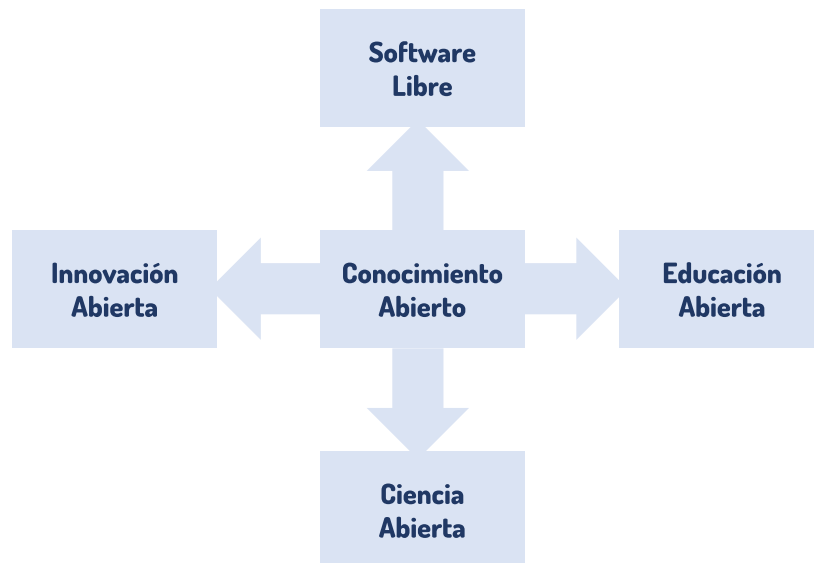 Software
Libre
Innovación
Abierta
Conocimiento
Abierto
Educación
Abierta
Ciencia
Abierta